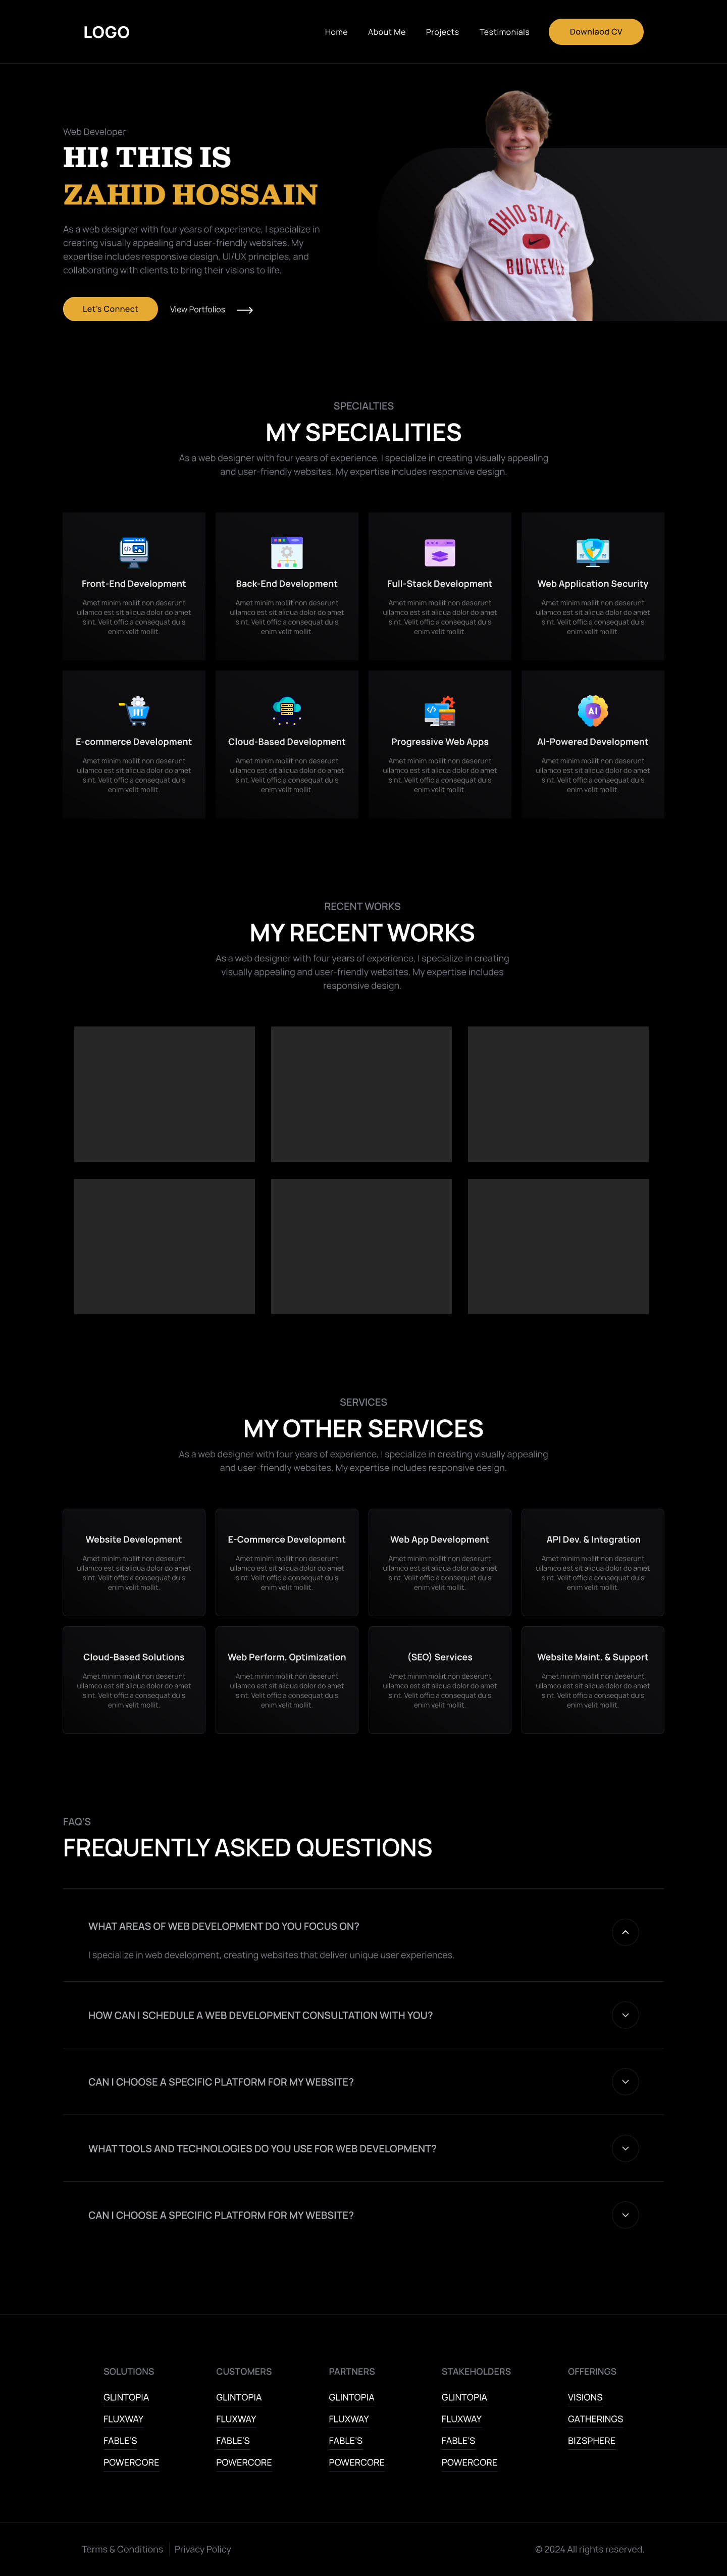 LOGO
Home
About Me
Projects
Testimonials
Downlaod CV
Web Developer
HI! THIS IS
ZAHID HOSSAIN
As a web designer with four years of experience, I specialize in
creating visually appealing and user-friendly websites. My
expertise includes responsive design, UI/UX principles, and
collaborating with clients to bring their visions to life.
Let's Connect
View Portfolios
OHIO STATE
BUCKEYES
SPECIALTIES
MY SPECIALITIES
As a web designer with four years of experience, I specialize in creating visually appealing
and user-friendly websites. My expertise includes responsive design.
Front-End Development
Amet minim mollit non deserunt
ullamco est sit aliqua dolor do amet
sint. Velit officia consequat duis
enim velit mollit.
Back-End Development
Amet minim mollit non deserunt
ullamco est sit aliqua dolor do amet
sint. Velit officia consequat duis
enim velit mollit.
Full-Stack Development
Amet minim mollit non deserunt
ullamco est sit aliqua dolor do amet
sint. Velit officia consequat duis
enim velit mollit.
Web Application Security
Amet minim mollit non deserunt
ullamco est sit aliqua dolor do amet
sint. Velit officia consequat duis
enim velit mollit.
E-commerce Development
Amet minim mollit non deserunt
ullamco est sit aliqua dolor do amet
sint. Velit officia consequat duis
enim velit mollit.
Cloud-Based Development
Amet minim mollit non deserunt
ullamco est sit aliqua dolor do amet
sint. Velit officia consequat duis
enim velit mollit.
Progressive Web Apps
Amet minim mollit non deserunt
ullamco est sit aliqua dolor do amet
sint. Velit officia consequat duis
enim velit mollit.
AI
AI-Powered Development
Amet minim mollit non deserunt
ullamco est sit aliqua dolor do amet
sint. Velit officia consequat duis
enim velit mollit.
RECENT WORKS
MY RECENT WORKS
As a web designer with four years of experience, I specialize in creating
visually appealing and user-friendly websites. My expertise includes
responsive design.
SERVICES
MY OTHER SERVICES
As a web designer with four years of experience, I specialize in creating visually appealing
and user-friendly websites. My expertise includes responsive design.
Website Development
Amet minim mollit non deserunt
ullamco est sit aliqua dolor do amet
sint. Velit officia consequat duis
enim velit mollit.
E-Commerce Development
Amet minim mollit non deserunt
ullamco est sit aliqua dolor do amet
sint. Velit officia consequat duis
enim velit mollit.
Web App Development
Amet minim mollit non deserunt
ullamco est sit aliqua dolor do amet
sint. Velit officia consequat duis
enim velit mollit.
API Dev. & Integration
Amet minim mollit non deserunt
ullamco est sit aliqua dolor do amet
sint. Velit officia consequat duis
enim velit mollit.
Cloud-Based Solutions
Amet minim mollit non deserunt
ullamco est sit aliqua dolor do amet
sint. Velit officia consequat duis
enim velit mollit.
Web Perform. Optimization
Amet minim mollit non deserunt
ullamco est sit aliqua dolor do amet
sint. Velit officia consequat duis
enim velit mollit.
(SEO) Services
Amet minim mollit non deserunt
ullamco est sit aliqua dolor do amet
sint. Velit officia consequat duis
enim velit mollit.
Website Maint. & Support
Amet minim mollit non deserunt
ullamco est sit aliqua dolor do amet
sint. Velit officia consequat duis
enim velit mollit.
FAQ'S
FREQUENTLY ASKED QUESTIONS
WHAT AREAS OF WEB DEVELOPMENT DO YOU FOCUS ON?
I specialize in web development, creating websites that deliver unique user experiences.
HOW CAN I SCHEDULE A WEB DEVELOPMENT CONSULTATION WITH YOU?
CAN I CHOOSE A SPECIFIC PLATFORM FOR MY WEBSITE?
WHAT TOOLS AND TECHNOLOGIES DO YOU USE FOR WEB DEVELOPMENT?
CAN I CHOOSE A SPECIFIC PLATFORM FOR MY WEBSITE?
SOLUTIONS
GLINTOPIA
FLUXWAY
FABLE'S
POWERCORE
CUSTOMERS
GLINTOPIA
FLUXWAY
FABLE'S
POWERCORE
PARTNERS
GLINTOPIA
FLUXWAY
FABLE'S
POWERCORE
STAKEHOLDERS
GLINTOPIA
FLUXWAY
FABLE'S
POWERCORE
OFFERINGS
VISIONS
GATHERINGS
BIZSPHERE
Terms & Conditions
Privacy Policy
© 2024 All rights reserved.